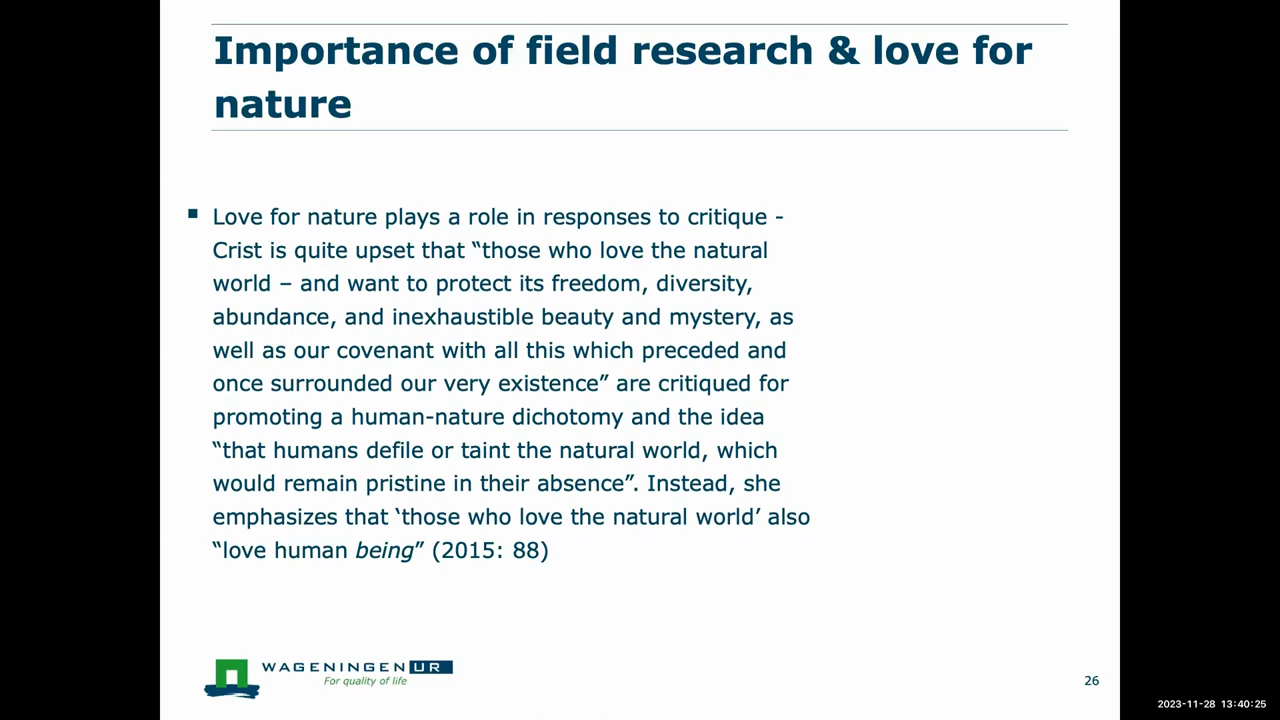 Importance of field research & love for
nature
▪ Love for nature plays a role in responses to critique -
Crist is quite upset that “those who love the natural
world – and want to protect its freedom, diversity,
abundance, and inexhaustible beauty and mystery, as
well as our covenant with all this which preceded and
once surrounded our very existence” are critiqued for
promoting a human-nature dichotomy and the idea
“that humans defile or taint the natural world, which
would remain pristine in their absence”. Instead, she
emphasizes that ‘those who love the natural world’ also
“love human being” (2015: 88)
WAGENINGEN UR
For quality of life
26
2023-11-28 13:40:25